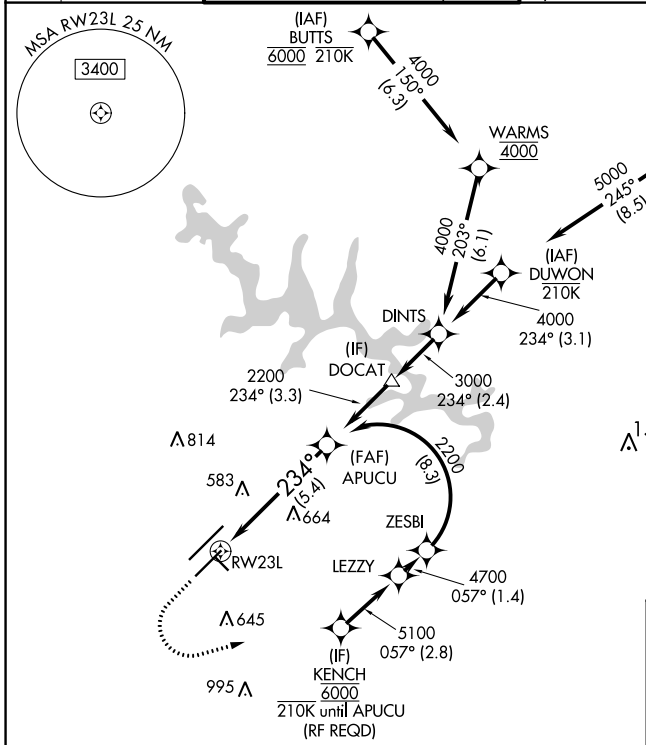 MSA RW23L 25 NM
3400
(IAF)
BUTTS
6000 210K
4000
150°
(6.3)
WARMS
4000
5000
245°
(8.5)
4000
203°
(6.1)
(IAF)
DUWON
210K
4000
234° (3.1)
DINTS
(IF)
DOCAT
3000
234° (2.4)
2200
234° (3.3)
814
(FAF)
APUCU
2200
(8.3)
583
234°
(5.4)
664
ZESBI
RW23L
LEZZY
4700
057° (1.4)
645
5100
057° (2.8)
(IF)
KENCH
6000
210K until APUCU
(RF REQD)
995